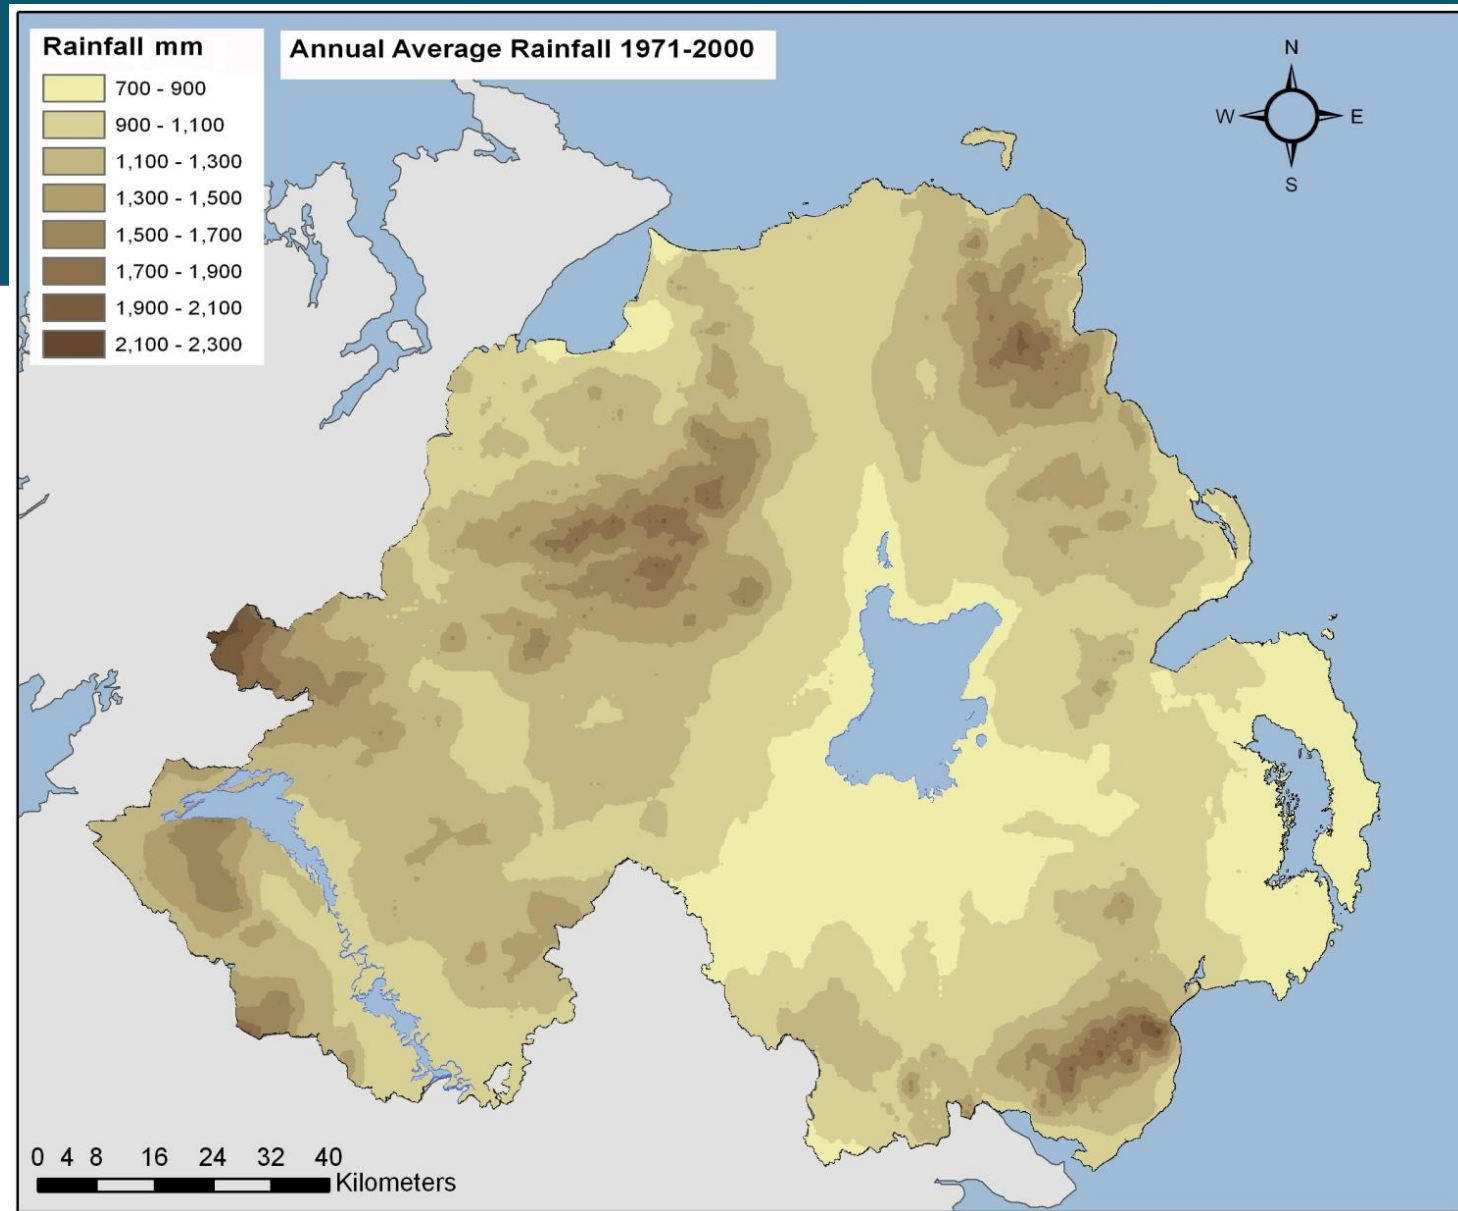 Rainfall mm
700 - 900
900 - 1,100
1,100 - 1,300
1,300 - 1,500
1,500 - 1,700
1,700 - 1,900
1,900 - 2,100
2,100 - 2,300
Annual Average Rainfall 1971-2000
N
W E
S
0 4 8 16 24 32 40
Kilometers